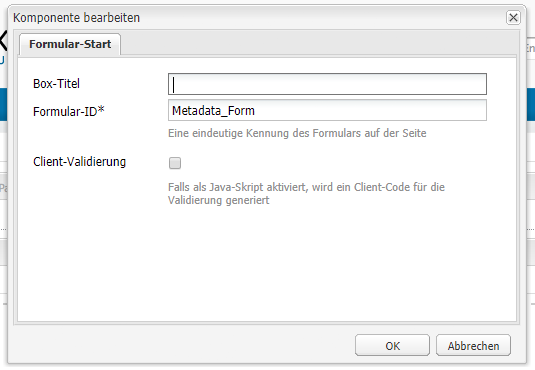 Komponente bearbeiten
Formular-Start
Box-Titel
Formular-ID*
Metadata_Form
Eine eindeutige Kennung des Formulars auf der Seite
Client-Validierung
Falls als Java-Skript aktiviert, wird ein Client-Code für die
Validierung generiert
OK
Abbrechen